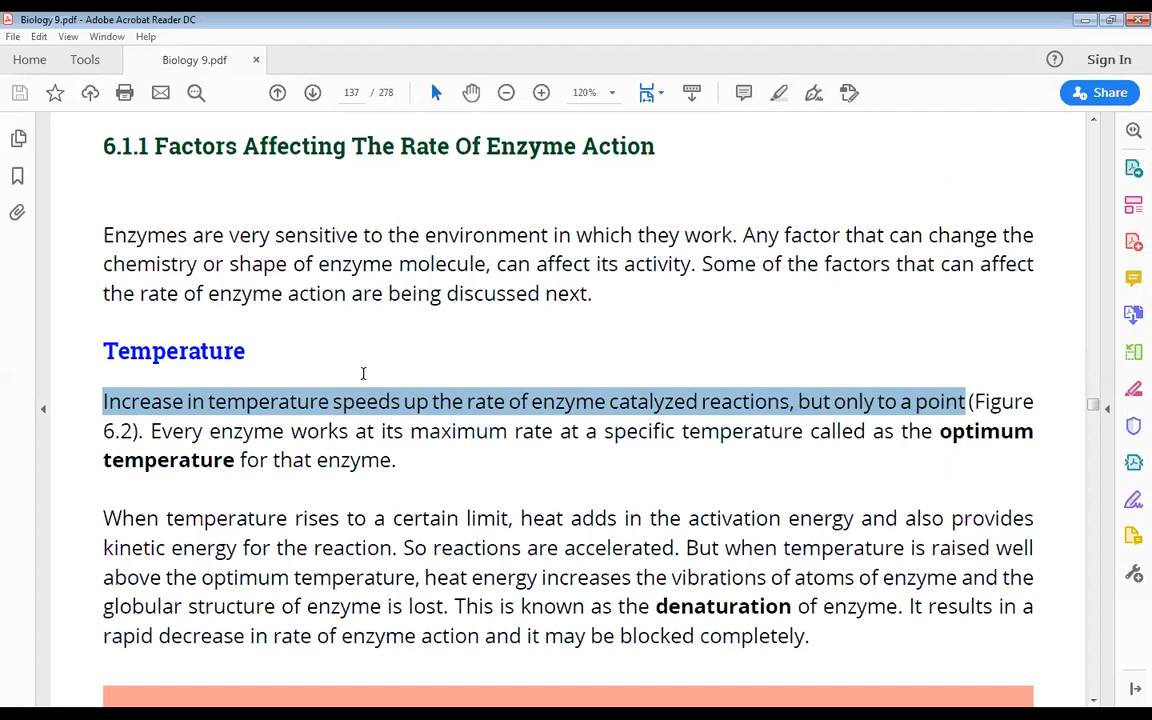 Biology 9.pdf - Adobe Acrobat Reader DC
File Edit View Window Help
Home Tools Biology 9.pdf × Sign In
137 / 278 120% Share
6.1.1 Factors Affecting The Rate Of Enzyme Action
Enzymes are very sensitive to the environment in which they work. Any factor that can change the
chemistry or shape of enzyme molecule, can affect its activity. Some of the factors that can affect
the rate of enzyme action are being discussed next.
Temperature
Increase in temperature speeds up the rate of enzyme catalyzed reactions, but only to a point (Figure
6.2). Every enzyme works at its maximum rate at a specific temperature called as the optimum
temperature for that enzyme.
When temperature rises to a certain limit, heat adds in the activation energy and also provides
kinetic energy for the reaction. So reactions are accelerated. But when temperature is raised well
above the optimum temperature, heat energy increases the vibrations of atoms of enzyme and the
globular structure of enzyme is lost. This is known as the denaturation of enzyme. It results in a
rapid decrease in rate of enzyme action and it may be blocked completely.